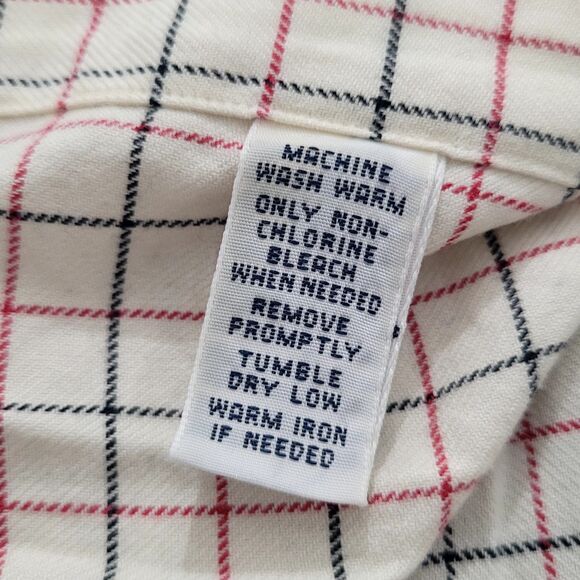 MACHINE
WASH WARM
ONLY NON-
CHLORINE
BLEACH
WHEN NEEDED
REMOVE
PROMPTLY
TUMBLE
DRY LOW
WARM IRON
IF NEEDED